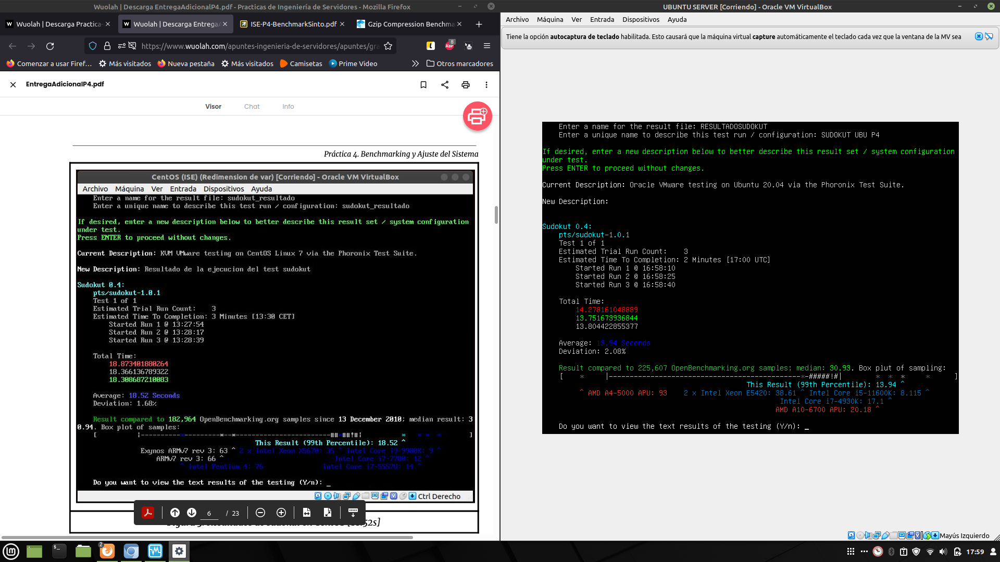 Wuolah | Descarga EntregaAdicionalP4.pdf - Practicas de Ingeniería de Servidores - Mozilla Firefox
Wuolah | Descarga Practica-
Wuolah | Descarga EntregaA
ISE-P4-BenchmarkSinto.pdf
Gzip Compression Benchma
https://www.wuolah.com/apuntes-ingenieria-de-servidores/apuntes/gra
8
ABP
Comenzar a usar Firef...
Más visitados
Nueva pestaña
Más visitados
Camisetas
Prime Video
Otros marcadores
EntregaAdicionalP4.pdf
Visor
Chat
Info
Práctica 4. Benchmarking y Ajuste del Sistema
CentOS (ISE) (Redimension de var) [Corriendo] - Oracle VM VirtualBox
Archivo Máquina Ver Entrada Dispositivos Ayuda
Enter a name for the result file: sudokut_resultado
Enter a unique name to describe this test run / configuration: sudokut_resultado
If desired, enter a new description below to better describe this result set / system configuration
under test.
Press ENTER to proceed without changes.
Current Description: KVM VMware testing on CentOS Linux 7 via the Phoronix Test Suite.
New Description: Resultado de la ejecucion del test sudokut
Sudokut 0.4:
pts/sudokut-1.0.1
Test 1 of 1
Estimated Trial Run Count:    3
Estimated Time To Completion: 3 Minutes [13:30 CET]
Started Run 1 @ 13:27:54
Started Run 2 @ 13:28:17
Started Run 3 @ 13:28:39
Total Time:
18.873401880264
18.366136789322
18.308687210083
Average: 18.52 Seconds
Deviation: 1.68%
Result compared to 182,964 OpenBenchmarking.org samples since 13 December 2010; median result: 3
0.94. Box plot of samples:
[          |----------*---------*--*------------------------##*##!#|          *   *  *  *       ]
This Result (99th Percentile): 18.52 ^
Exynos ARMv7 rev 3: 63 ^ 2 x Intel Xeon X5670: 35 ^ Intel Core i9-9980X: 9 ^
ARMv7 rev 3: 66 ^ Intel Core i7-7700: 12 ^
^ Intel Pentium 4: 76 Intel Core i7-5557U: 14 ^
Do you want to view the text results of the testing (Y/n): _
Ctrl Derecho
6 / 23
UBUNTU SERVER [Corriendo] - Oracle VM VirtualBox
Archivo Máquina Ver Entrada Dispositivos Ayuda
Tiene la opción autocaptura de teclado habilitada. Esto causará que la máquina virtual capture automáticamente el teclado cada vez que la ventana de la MV sea
Enter a name for the result file: RESULTADOSUDOKUT
Enter a unique name to describe this test run / configuration: SUDOKUT UBU P4
If desired, enter a new description below to better describe this result set / system configuration
under test.
Press ENTER to proceed without changes.
Current Description: Oracle VMware testing on Ubuntu 20.04 via the Phoronix Test Suite.
New Description:
Sudokut 0.4:
pts/sudokut-1.0.1
Test 1 of 1
Estimated Trial Run Count:    3
Estimated Time To Completion: 2 Minutes [17:00 UTC]
Started Run 1 @ 16:58:10
Started Run 2 @ 16:58:25
Started Run 3 @ 16:58:40
Total Time:
14.278161048889
13.751673936844
13.804422855377
Average: 13.94 Seconds
Deviation: 2.08%
Result compared to 225,607 OpenBenchmarking.org samples; median: 30.93. Box plut of sampling:
[    *     |----------------------------------------------*-#####!#|        *  *  *     *      ]
This Result (99th Percentile): 13.94 ^
^ AMD A4-5000 APU: 93    2 x Intel Xeon E5420: 38.61 ^ Intel Core i5-11600K: 8.115 ^
Intel Core i7-4930K: 17.1 ^
AMD A10-6700 APU: 20.18 ^
Do you want to view the text results of the testing (Y/n): _
Mayús Izquierdo
2
17:59